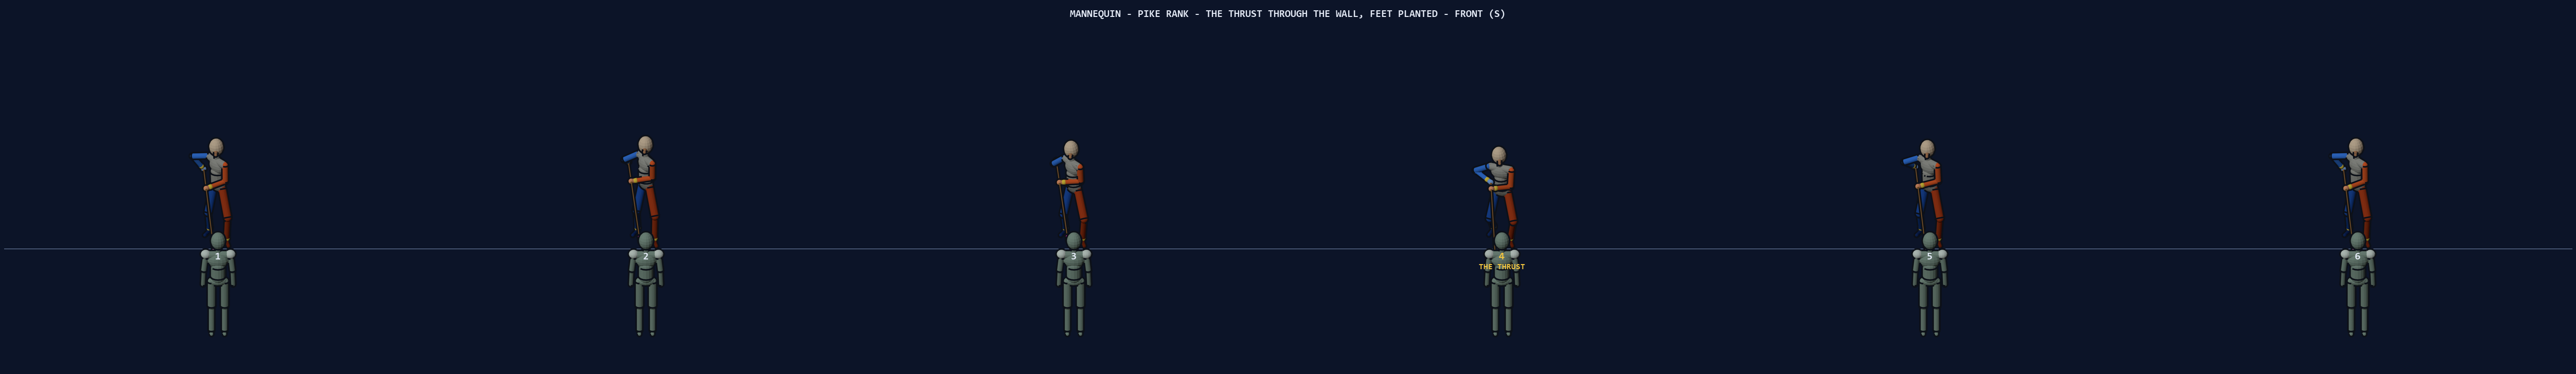 MANNEQUIN - PIKE RANK - THE THRUST THROUGH THE WALL, FEET PLANTED - FRONT (S)
1 2 3 4 5 6
THE THRUST